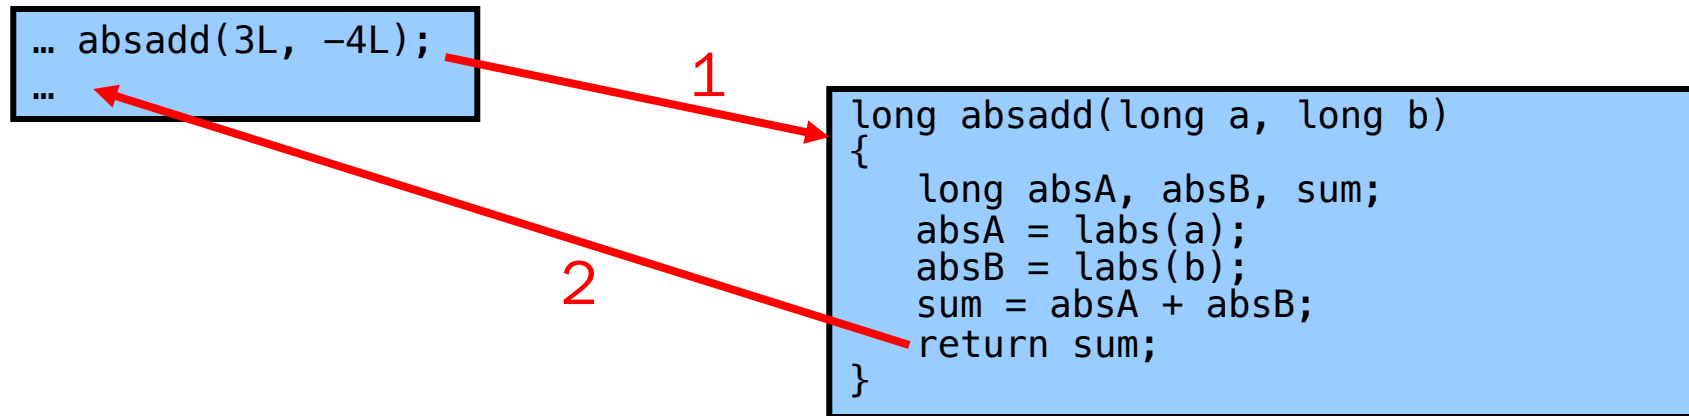 … absadd(3L, –4L);
…
1
long absadd(long a, long b)
{
   long absA, absB, sum;
   absA = labs(a);
   absB = labs(b);
   sum = absA + absB;
   return sum;
}
2